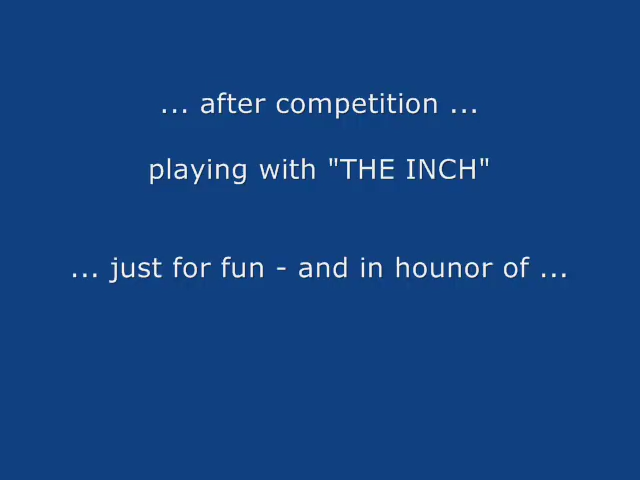 ... after competition ...
playing with "THE INCH"
... just for fun - and in hounor of ...